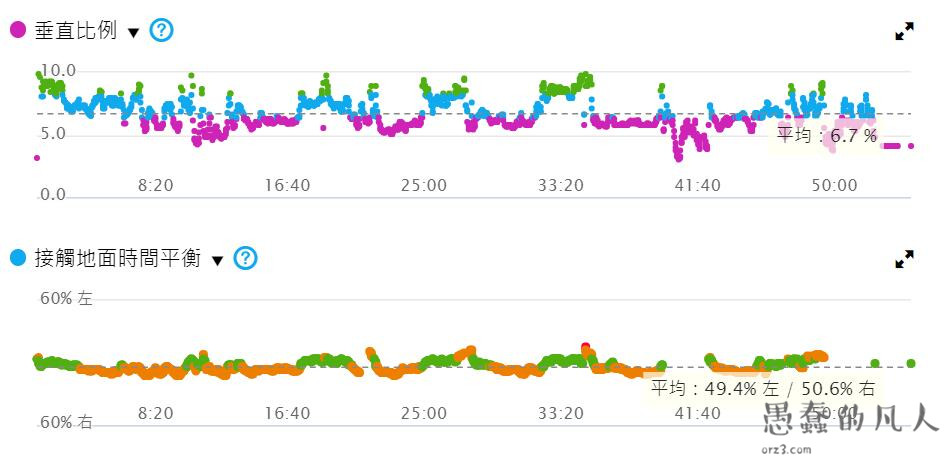 垂直比例 ▼ ?
10.0
5.0
平均：6.7 %
0.0
8:20 16:40 25:00 33:20 41:40 50:00
接觸地面時間平衡 ▼ ?
60% 左
平均：49.4% 左 / 50.6% 右
8:20 16:40 25:00 33:20 41:40 50:00
60% 右
愚蠢的凡人
orz3.com